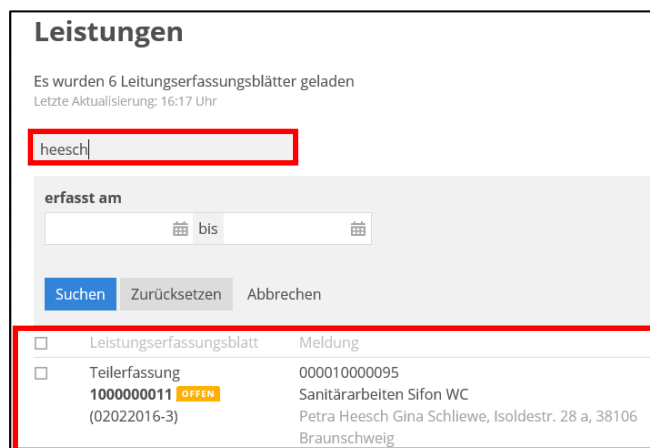 Leistungen
Es wurden 6 Leitungserfassungsblätter geladen
Letzte Aktualisierung: 16:17 Uhr
heesch
erfasst am
bis
Suchen Zurücksetzen Abbrechen
Leistungserfassungsblatt Meldung
Teilerfassung 000010000095
1000000011 OFFEN Sanitärarbeiten Sifon WC
(02022016-3) Petra Heesch Gina Schliewe, Isoldestr. 28 a, 38106
Braunschweig